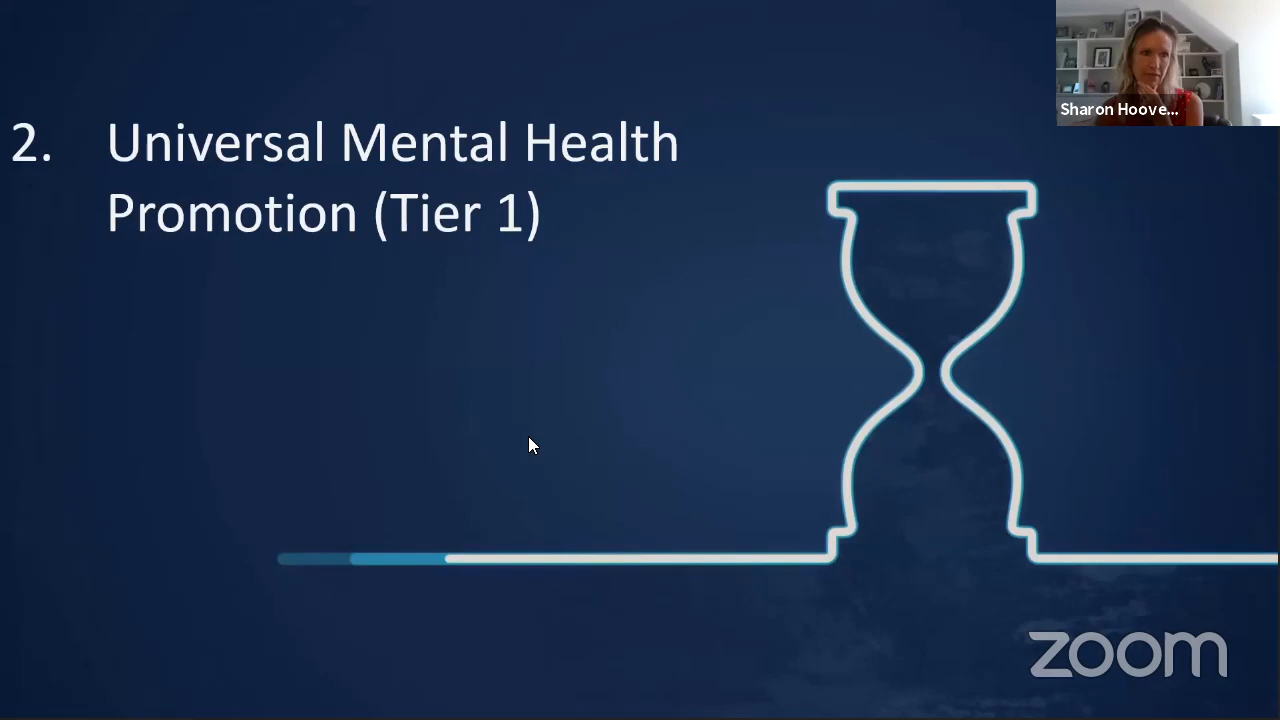 Sharon Hoove...
2. Universal Mental Health
Promotion (Tier 1)
zoom